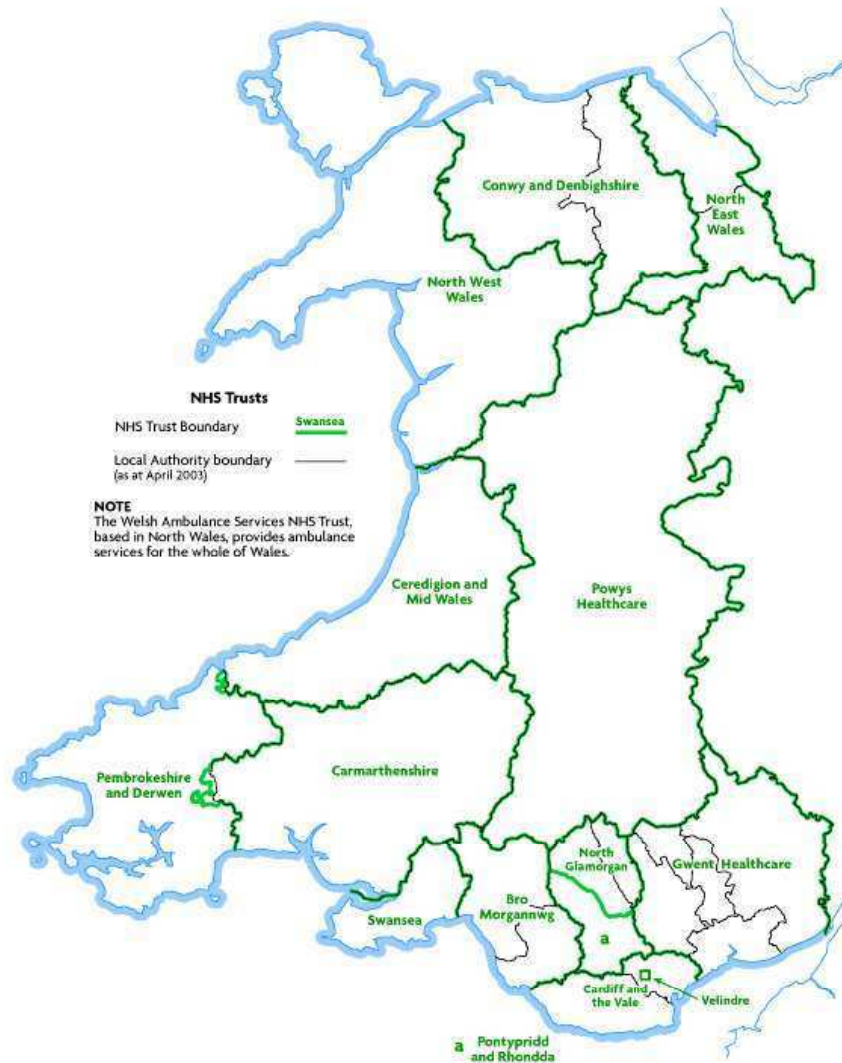 Conwy and Denbighshire
North
East
Wales
North West
Wales
NHS Trusts
NHS Trust Boundary
Swansea
Local Authority boundary
(as at April 2003)
NOTE
The Welsh Ambulance Services NHS Trust,
based in North Wales, provides ambulance
services for the whole of Wales.
Ceredigion and
Mid Wales
Powys
Healthcare
Pembrokeshire
and Derwen
Carmarthenshire
North
Glamorgan
Gwent Healthcare
Bro
Morgannwg
Swansea
a
Cardiff and
the Vale
Velindre
a Pontypridd
and Rhondda